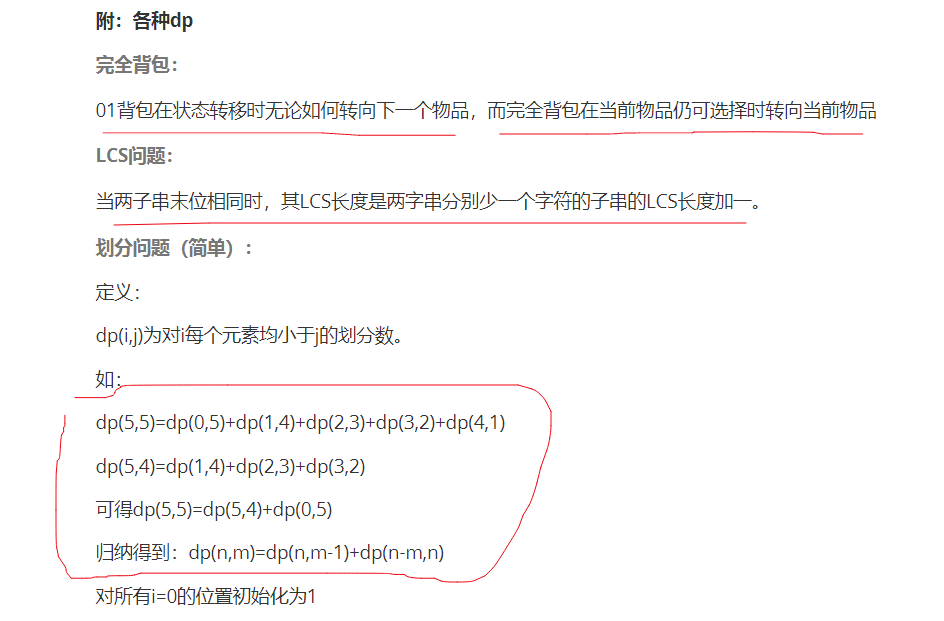 附：各种dp
完全背包：
01背包在状态转移时无论如何转向下一个物品，而完全背包在当前物品仍可选择时转向当前物品
LCS问题：
当两子串末位相同时，其LCS长度是两字串分别少一个字符的子串的LCS长度加一。
划分问题（简单）：
定义：
dp(i,j)为对i每个元素均小于j的划分数。
如：
dp(5,5)=dp(0,5)+dp(1,4)+dp(2,3)+dp(3,2)+dp(4,1)
dp(5,4)=dp(1,4)+dp(2,3)+dp(3,2)
可得dp(5,5)=dp(5,4)+dp(0,5)
归纳得到：dp(n,m)=dp(n,m-1)+dp(n-m,n)
对所有i=0的位置初始化为1